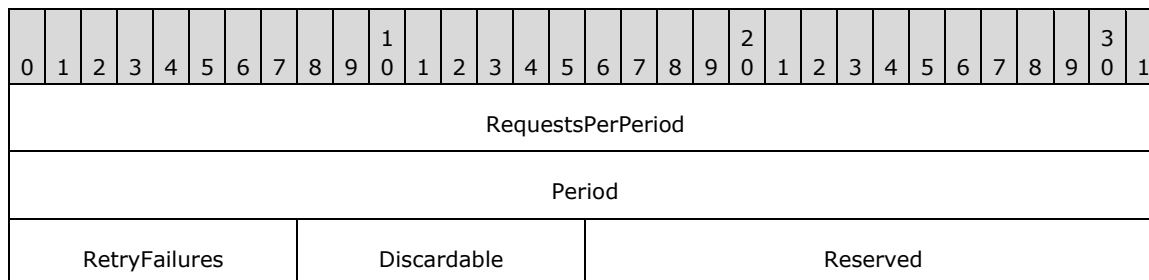 1 2 3
0 1 2 3 4 5 6 7 8 9 0 1 2 3 4 5 6 7 8 9 0 1 2 3 4 5 6 7 8 9 0 1
RequestsPerPeriod
Period
RetryFailures Discardable Reserved